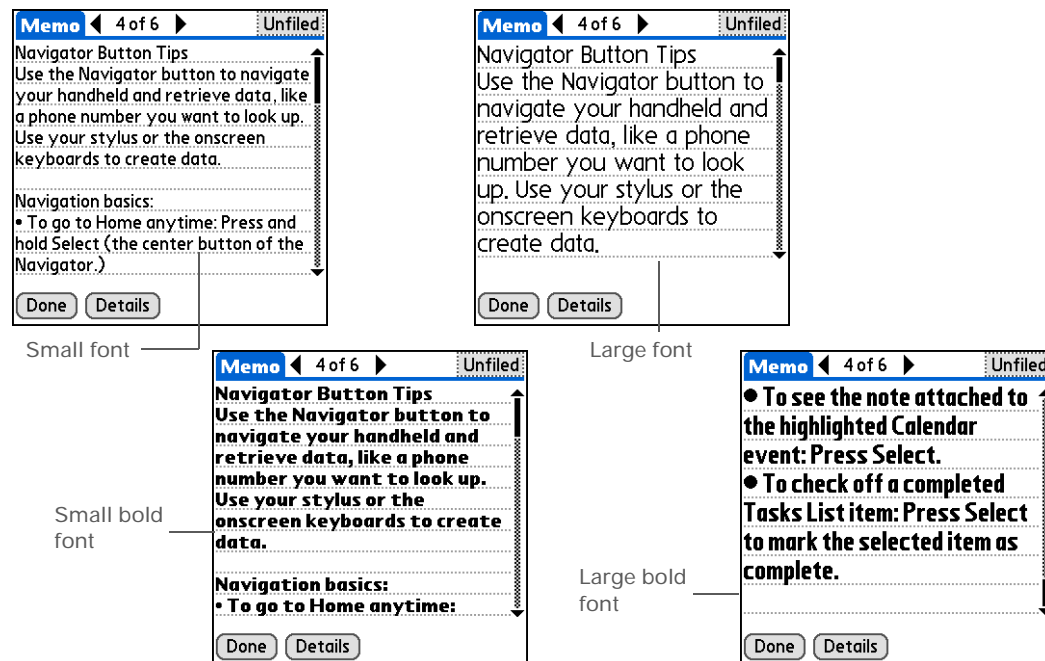 Memo 4 of 6 Unfiled
Navigator Button Tips
Use the Navigator button to navigate
your handheld and retrieve data, like
a phone number you want to look up.
Use your stylus or the onscreen
keyboards to create data.
Navigation basics:
• To go to Home anytime: Press and
hold Select (the center button of the
Navigator.)
Done Details
Small font
Memo 4 of 6 Unfiled
Navigator Button Tips
Use the Navigator button to
navigate your handheld and
retrieve data, like a phone
number you want to look
up. Use your stylus or the
onscreen keyboards to
create data.
Done Details
Large font
Memo 4 of 6 Unfiled
Navigator Button Tips
Use the Navigator button to
navigate your handheld and
retrieve data, like a phone
number you want to look up.
Use your stylus or the
onscreen keyboards to create
data.
Navigation basics:
• To go to Home anytime:
Done Details
Small bold
font
Memo 4 of 6 Unfiled
• To see the note attached to
the highlighted Calendar
event: Press Select.
• To check off a completed
Tasks List item: Press Select
to mark the selected item as
complete.
Done Details
Large bold
font